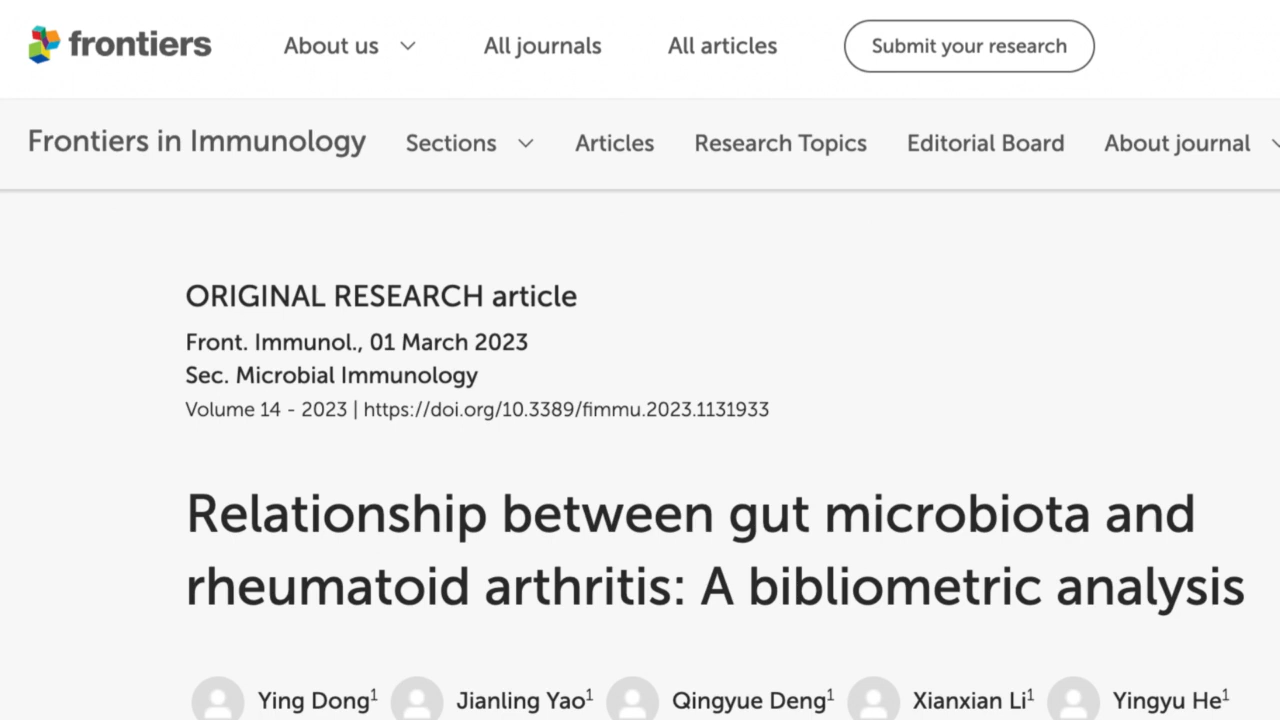 frontiers About us All journals All articles Submit your research
Frontiers in Immunology Sections Articles Research Topics Editorial Board About journal
ORIGINAL RESEARCH article
Front. Immunol., 01 March 2023
Sec. Microbial Immunology
Volume 14 - 2023 | https://doi.org/10.3389/fimmu.2023.1131933
Relationship between gut microbiota and
rheumatoid arthritis: A bibliometric analysis
Ying Dong¹ Jianling Yao¹ Qingyue Deng¹ Xianxian Li¹ Yingyu He¹